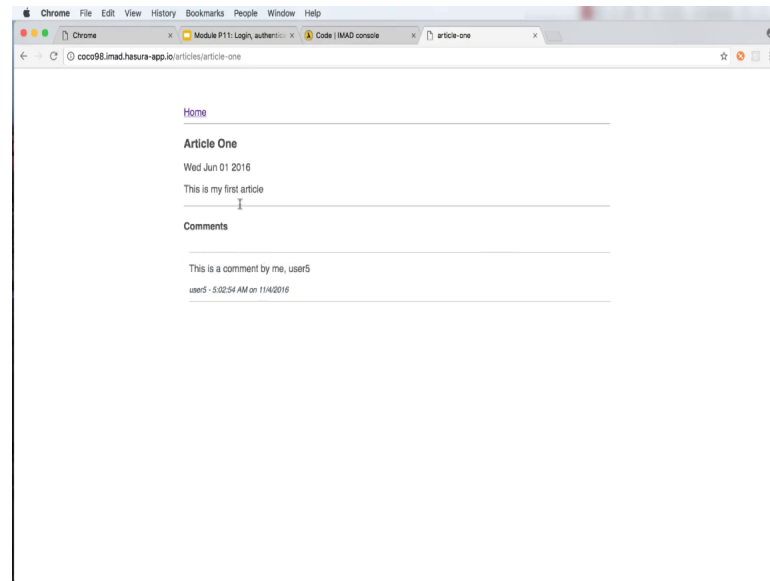 Chrome File Edit View History Bookmarks People Window Help
Chrome Module P11: Login, authentic Code | IMAD console article-one
coco98.imad.hasura-app.io/articles/article-one
Home
Article One
Wed Jun 01 2016
This is my first article
Comments
This is a comment by me, user5
user5 - 5:02:54 AM on 11/4/2016